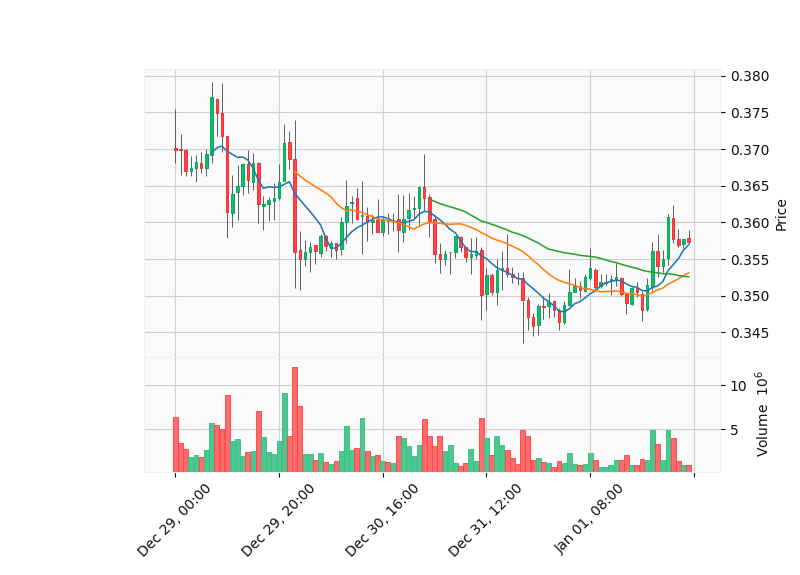 0.380
0.375
0.370
0.365
0.360
0.355
0.350
0.345
Price
10
5
Volume 10⁶
Dec 29, 00:00
Dec 29, 20:00
Dec 30, 16:00
Dec 31, 12:00
Jan 01, 08:00